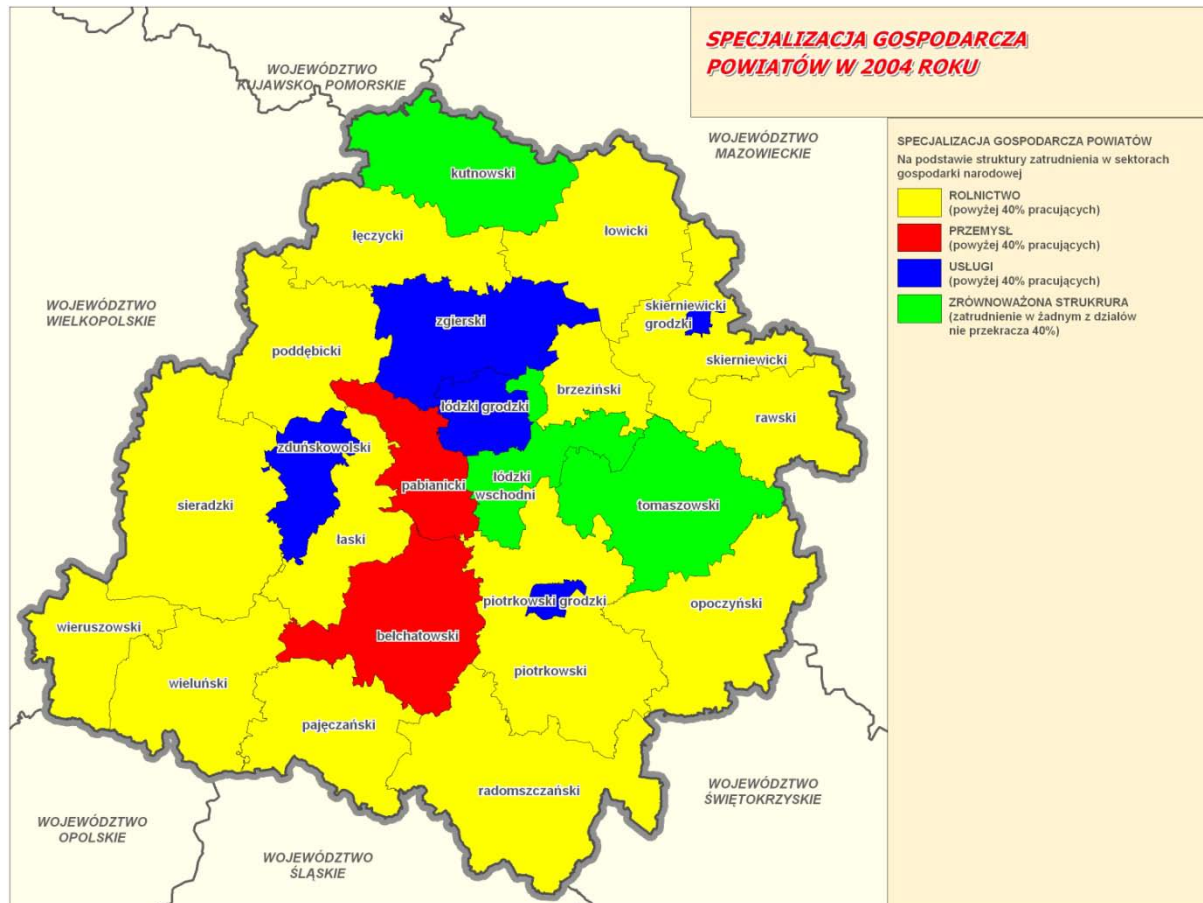 SPECJALIZACJA GOSPODARCZA
POWIATÓW W 2004 ROKU
SPECJALIZACJA GOSPODARCZA POWIATÓW
Na podstawie struktury zatrudnienia w sektorach
gospodarki narodowej
ROLNICTWO
(powyżej 40% pracujących)
PRZEMYSŁ
(powyżej 40% pracujących)
USŁUGI
(powyżej 40% pracujących)
ZRÓWNOWAŻONA STRUKRURA
(zatrudnienie w żadnym z działów
nie przekracza 40%)
WOJEWÓDZTWO
KUJAWSKO - POMORSKIE
WOJEWÓDZTWO
MAZOWIECKIE
kutnowski
łęczycki
łowicki
WOJEWÓDZTWO
WIELKOPOLSKIE
zgierski
skierniewicki
grodzki
poddębicki
skierniewicki
brzeziński
łódzki grodzki
rawski
zduńskowolski
pabianicki
łódzki
wschodni
sieradzki
tomaszowski
łaski
piotrkowski grodzki
opoczyński
wieruszowski
bełchatowski
piotrkowski
wieluński
pajęczański
radomszczański
WOJEWÓDZTWO
ŚWIĘTOKRZYSKIE
WOJEWÓDZTWO
OPOLSKIE
WOJEWÓDZTWO
ŚLĄSKIE